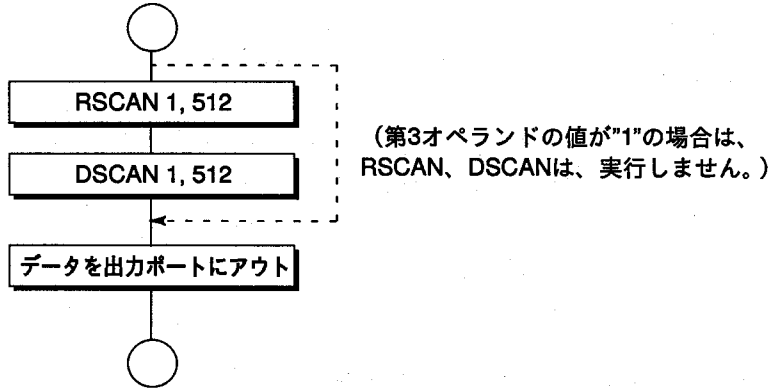 RSCAN 1, 512
DSCAN 1, 512
データを出力ポートにアウト
（第3オペランドの値が”1”の場合は、
RSCAN、DSCANは、実行しません。）